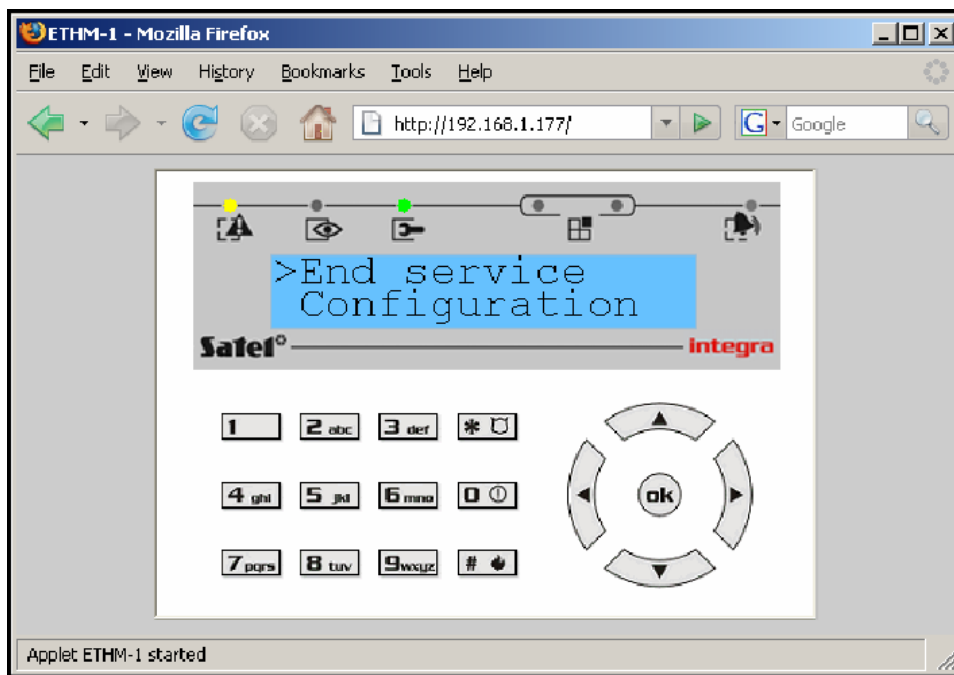 ETHM-1 - Mozilla Firefox
File Edit View History Bookmarks Tools Help
http://192.168.1.177/ G Google
>End service
Configuration
Satel integra
1 2 abc 3 def *
4 ghi 5 jkl 6 mno 0
ok
7 pqrs 8 tuv 9 wxyz #
Applet ETHM-1 started